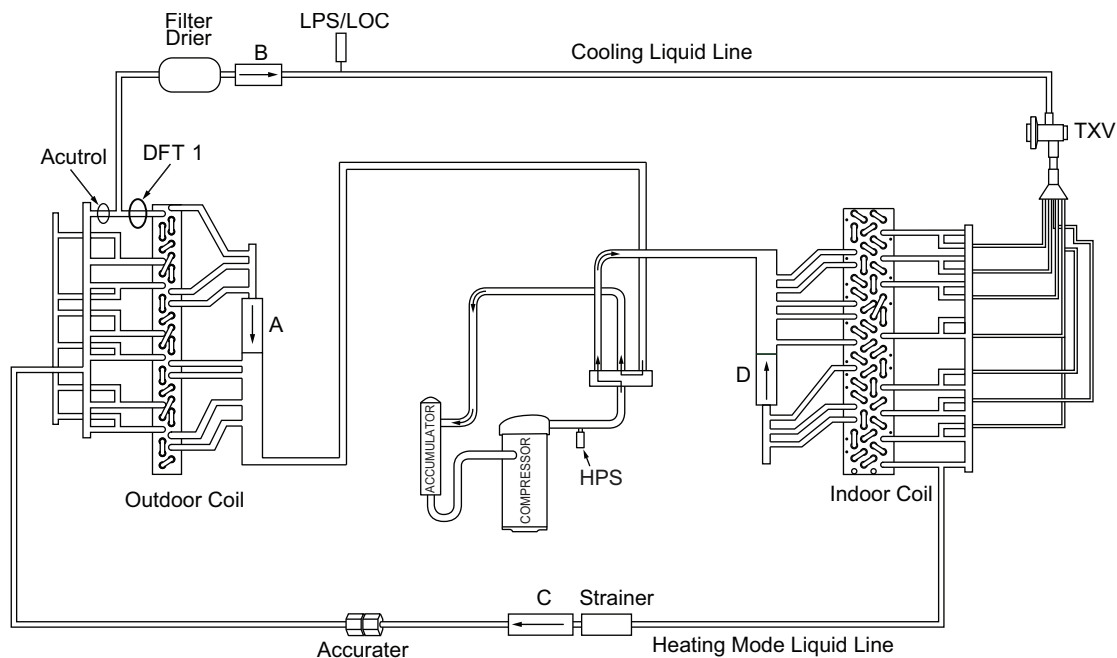 LPS/LOC
Filter
Drier
B
Cooling Liquid Line
TXV
Acutrol
DFT 1
A
D
ACCUMULATOR
COMPRESSOR
HPS
Outdoor Coil
Indoor Coil
C
Strainer
Accurater
Heating Mode Liquid Line